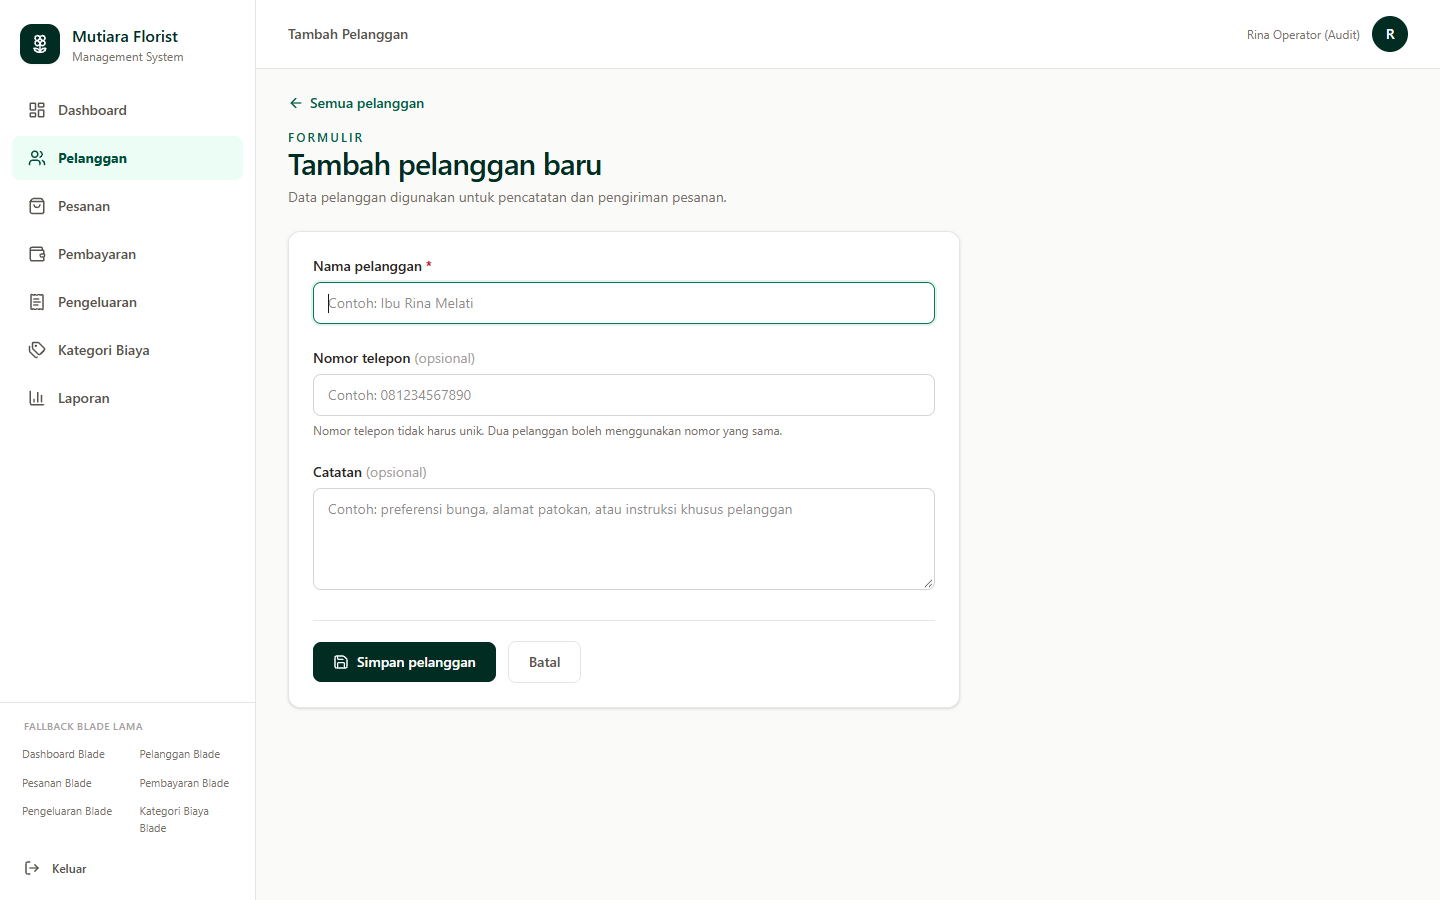 Mutiara Florist
Management System
Dashboard
Pelanggan
Pesanan
Pembayaran
Pengeluaran
Kategori Biaya
Laporan
FALLBACK BLADE LAMA
Dashboard Blade
Pelanggan Blade
Pesanan Blade
Pembayaran Blade
Pengeluaran Blade
Kategori Biaya
Blade
Keluar
Tambah Pelanggan
Rina Operator (Audit)
R
Semua pelanggan
FORMULIR
Tambah pelanggan baru
Data pelanggan digunakan untuk pencatatan dan pengiriman pesanan.
Nama pelanggan *
Contoh: Ibu Rina Melati
Nomor telepon (opsional)
Contoh: 081234567890
Nomor telepon tidak harus unik. Dua pelanggan boleh menggunakan nomor yang sama.
Catatan (opsional)
Contoh: preferensi bunga, alamat patokan, atau instruksi khusus pelanggan
Simpan pelanggan
Batal